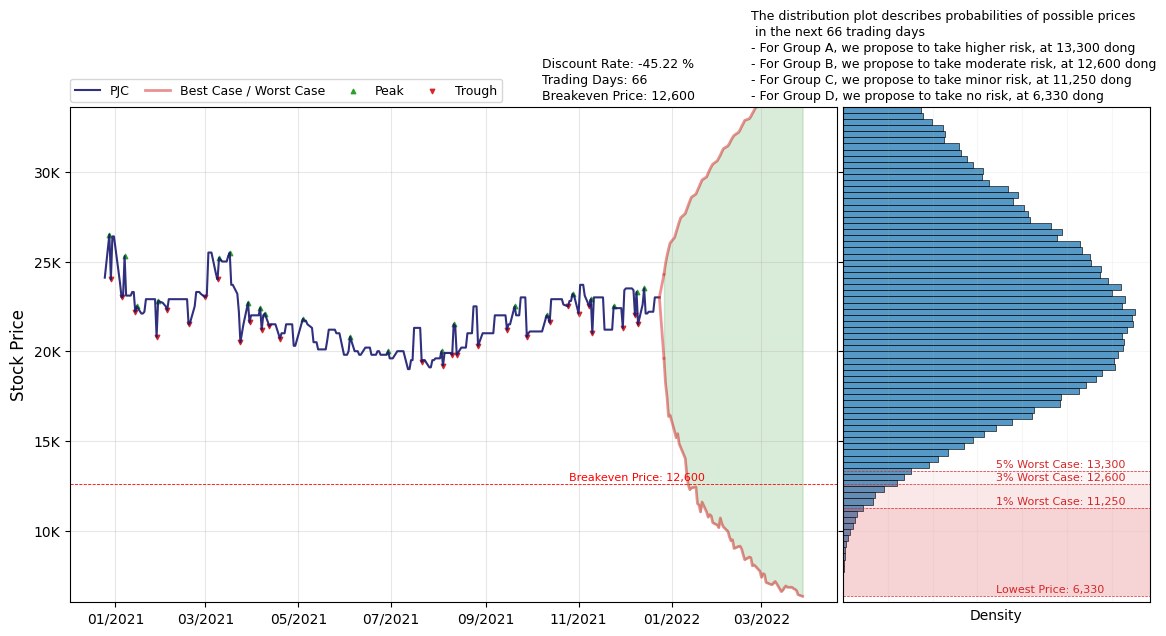 The distribution plot describes probabilities of possible prices
in the next 66 trading days
- For Group A, we propose to take higher risk, at 13,300 dong
- For Group B, we propose to take moderate risk, at 12,600 dong
- For Group C, we propose to take minor risk, at 11,250 dong
- For Group D, we propose to take no risk, at 6,330 dong
Discount Rate: -45.22 %
Trading Days: 66
Breakeven Price: 12,600
PJC
Best Case / Worst Case
Peak
Trough
Stock Price
30K
25K
20K
15K
10K
Breakeven Price: 12,600
5% Worst Case: 13,300
3% Worst Case: 12,600
1% Worst Case: 11,250
Lowest Price: 6,330
01/2021
03/2021
05/2021
07/2021
09/2021
11/2021
01/2022
03/2022
Density